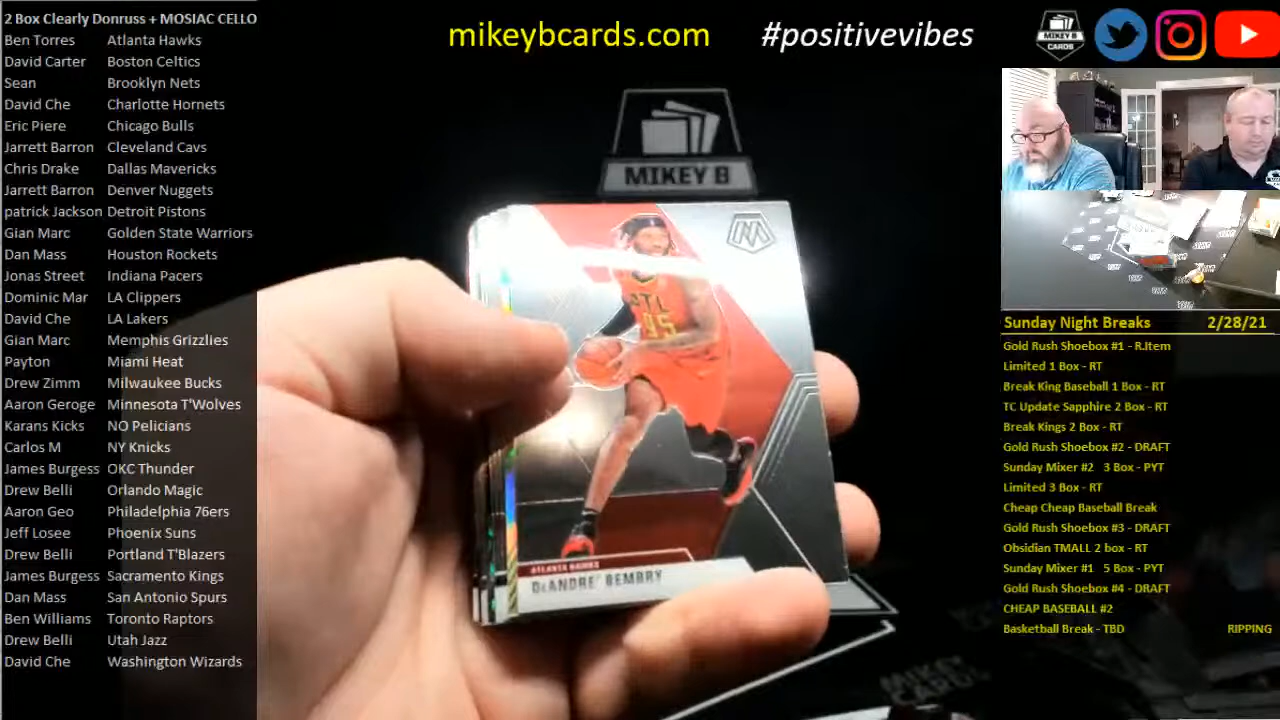 2 Box Clearly Donruss + MOSIAC CELLO
Ben Torres Atlanta Hawks
David Carter Boston Celtics
Sean Brooklyn Nets
David Che Charlotte Hornets
Eric Piere Chicago Bulls
Jarrett Barron Cleveland Cavs
Chris Drake Dallas Mavericks
Jarrett Barron Denver Nuggets
patrick Jackson Detroit Pistons
Gian Marc Golden State Warriors
Dan Mass Houston Rockets
Jonas Street Indiana Pacers
Dominic Mar LA Clippers
David Che LA Lakers
Gian Marc Memphis Grizzlies
Payton Miami Heat
Drew Zimm Milwaukee Bucks
Aaron Geroge Minnesota T'Wolves
Karans Kicks NO Pelicians
Carlos M NY Knicks
James Burgess OKC Thunder
Drew Belli Orlando Magic
Aaron Geo Philadelphia 76ers
Jeff Losee Phoenix Suns
Drew Belli Portland T'Blazers
James Burgess Sacramento Kings
Dan Mass San Antonio Spurs
Ben Williams Toronto Raptors
Drew Belli Utah Jazz
David Che Washington Wizards
mikeybcards.com #positivevibes
MIKEY B
CARDS
MIKEY B
ATL
95
ATLANTA HAWKS
DeANDRE' BEMBRY
MIKEY
CARDS
Sunday Night Breaks 2/28/21
Gold Rush Shoebox #1 - R.Item
Limited 1 Box - RT
Break King Baseball 1 Box - RT
TC Update Sapphire 2 Box - RT
Break Kings 2 Box - RT
Gold Rush Shoebox #2 - DRAFT
Sunday Mixer #2 3 Box - PYT
Limited 3 Box - RT
Cheap Cheap Baseball Break
Gold Rush Shoebox #3 - DRAFT
Obsidian TMALL 2 box - RT
Sunday Mixer #1 5 Box - PYT
Gold Rush Shoebox #4 - DRAFT
CHEAP BASEBALL #2
Basketball Break - TBD RIPPING